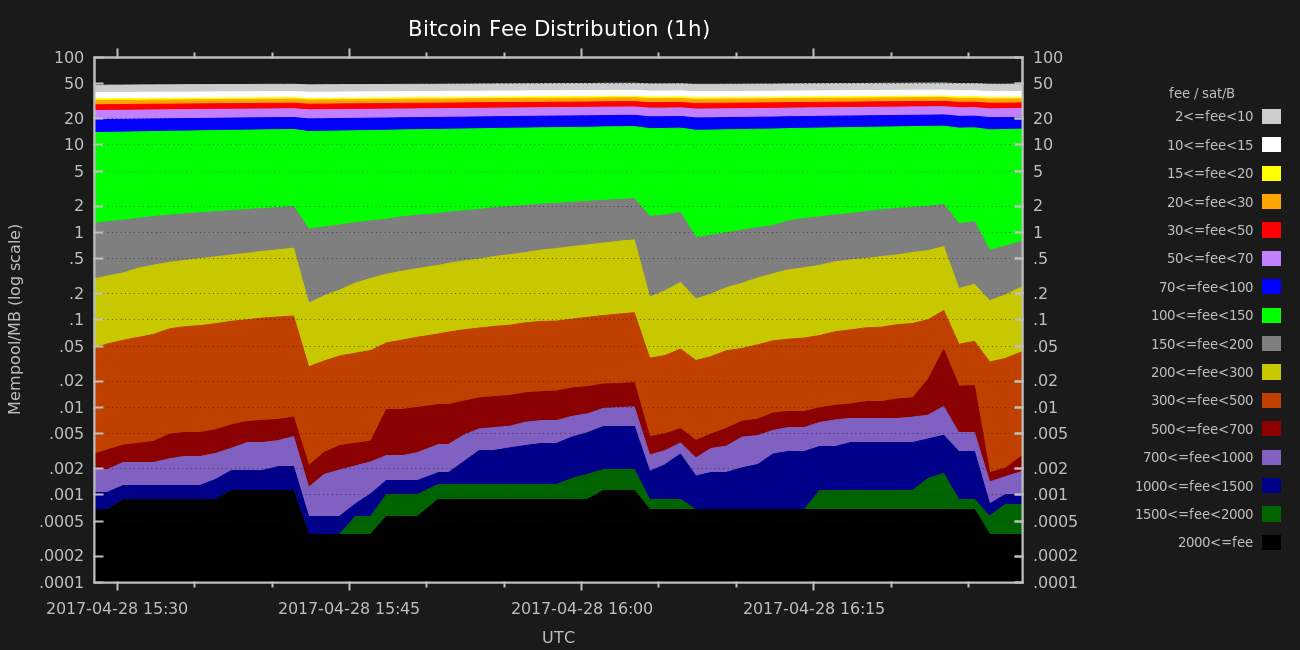 Bitcoin Fee Distribution (1h)
100
50
20
10
5
2
1
.5
.2
.1
.05
.02
.01
.005
.002
.001
.0005
.0002
.0001
Mempool/MB (log scale)
100
50
20
10
5
2
1
.5
.2
.1
.05
.02
.01
.005
.002
.001
.0005
.0002
.0001
fee / sat/B
2<=fee<10
10<=fee<15
15<=fee<20
20<=fee<30
30<=fee<50
50<=fee<70
70<=fee<100
100<=fee<150
150<=fee<200
200<=fee<300
300<=fee<500
500<=fee<700
700<=fee<1000
1000<=fee<1500
1500<=fee<2000
2000<=fee
2017-04-28 15:30
2017-04-28 15:45
2017-04-28 16:00
2017-04-28 16:15
UTC